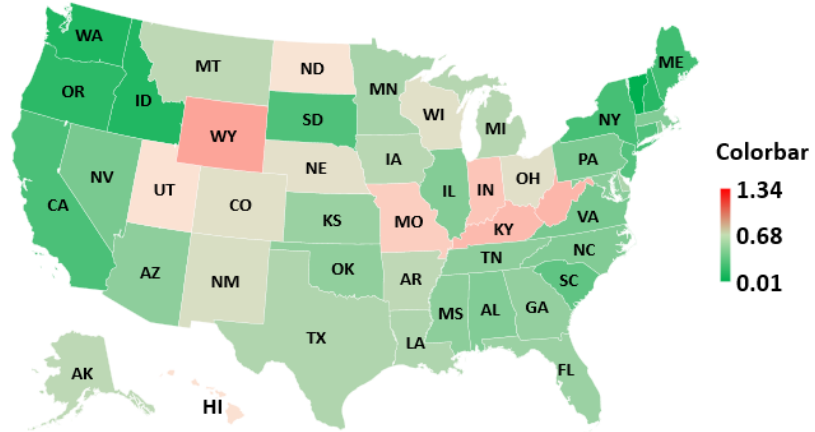 WA
ME
MT
ND
MN
OR
ID
WI
SD
NY
WY
MI
Colorbar
IA
PA
NE
OH
NV
UT
IL
IN
1.34
CO
CA
KS
MO
KY
VA
0.68
NC
TN
AZ
OK
NM
AR
SC
0.01
MS
AL
GA
TX
LA
FL
AK
HI